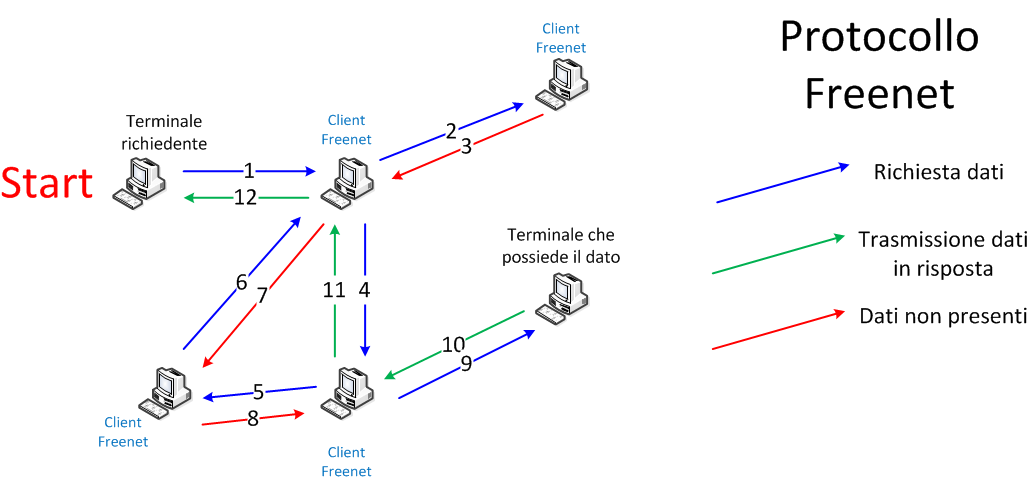 Protocollo
Freenet
Client
Freenet
Terminale
richiedente
Client
Freenet
Start
1
12
2
3
Richiesta dati
Trasmissione dati
in risposta
Dati non presenti
Terminale che
possiede il dato
6
7
11
4
10
9
5
8
Client
Freenet
Client
Freenet